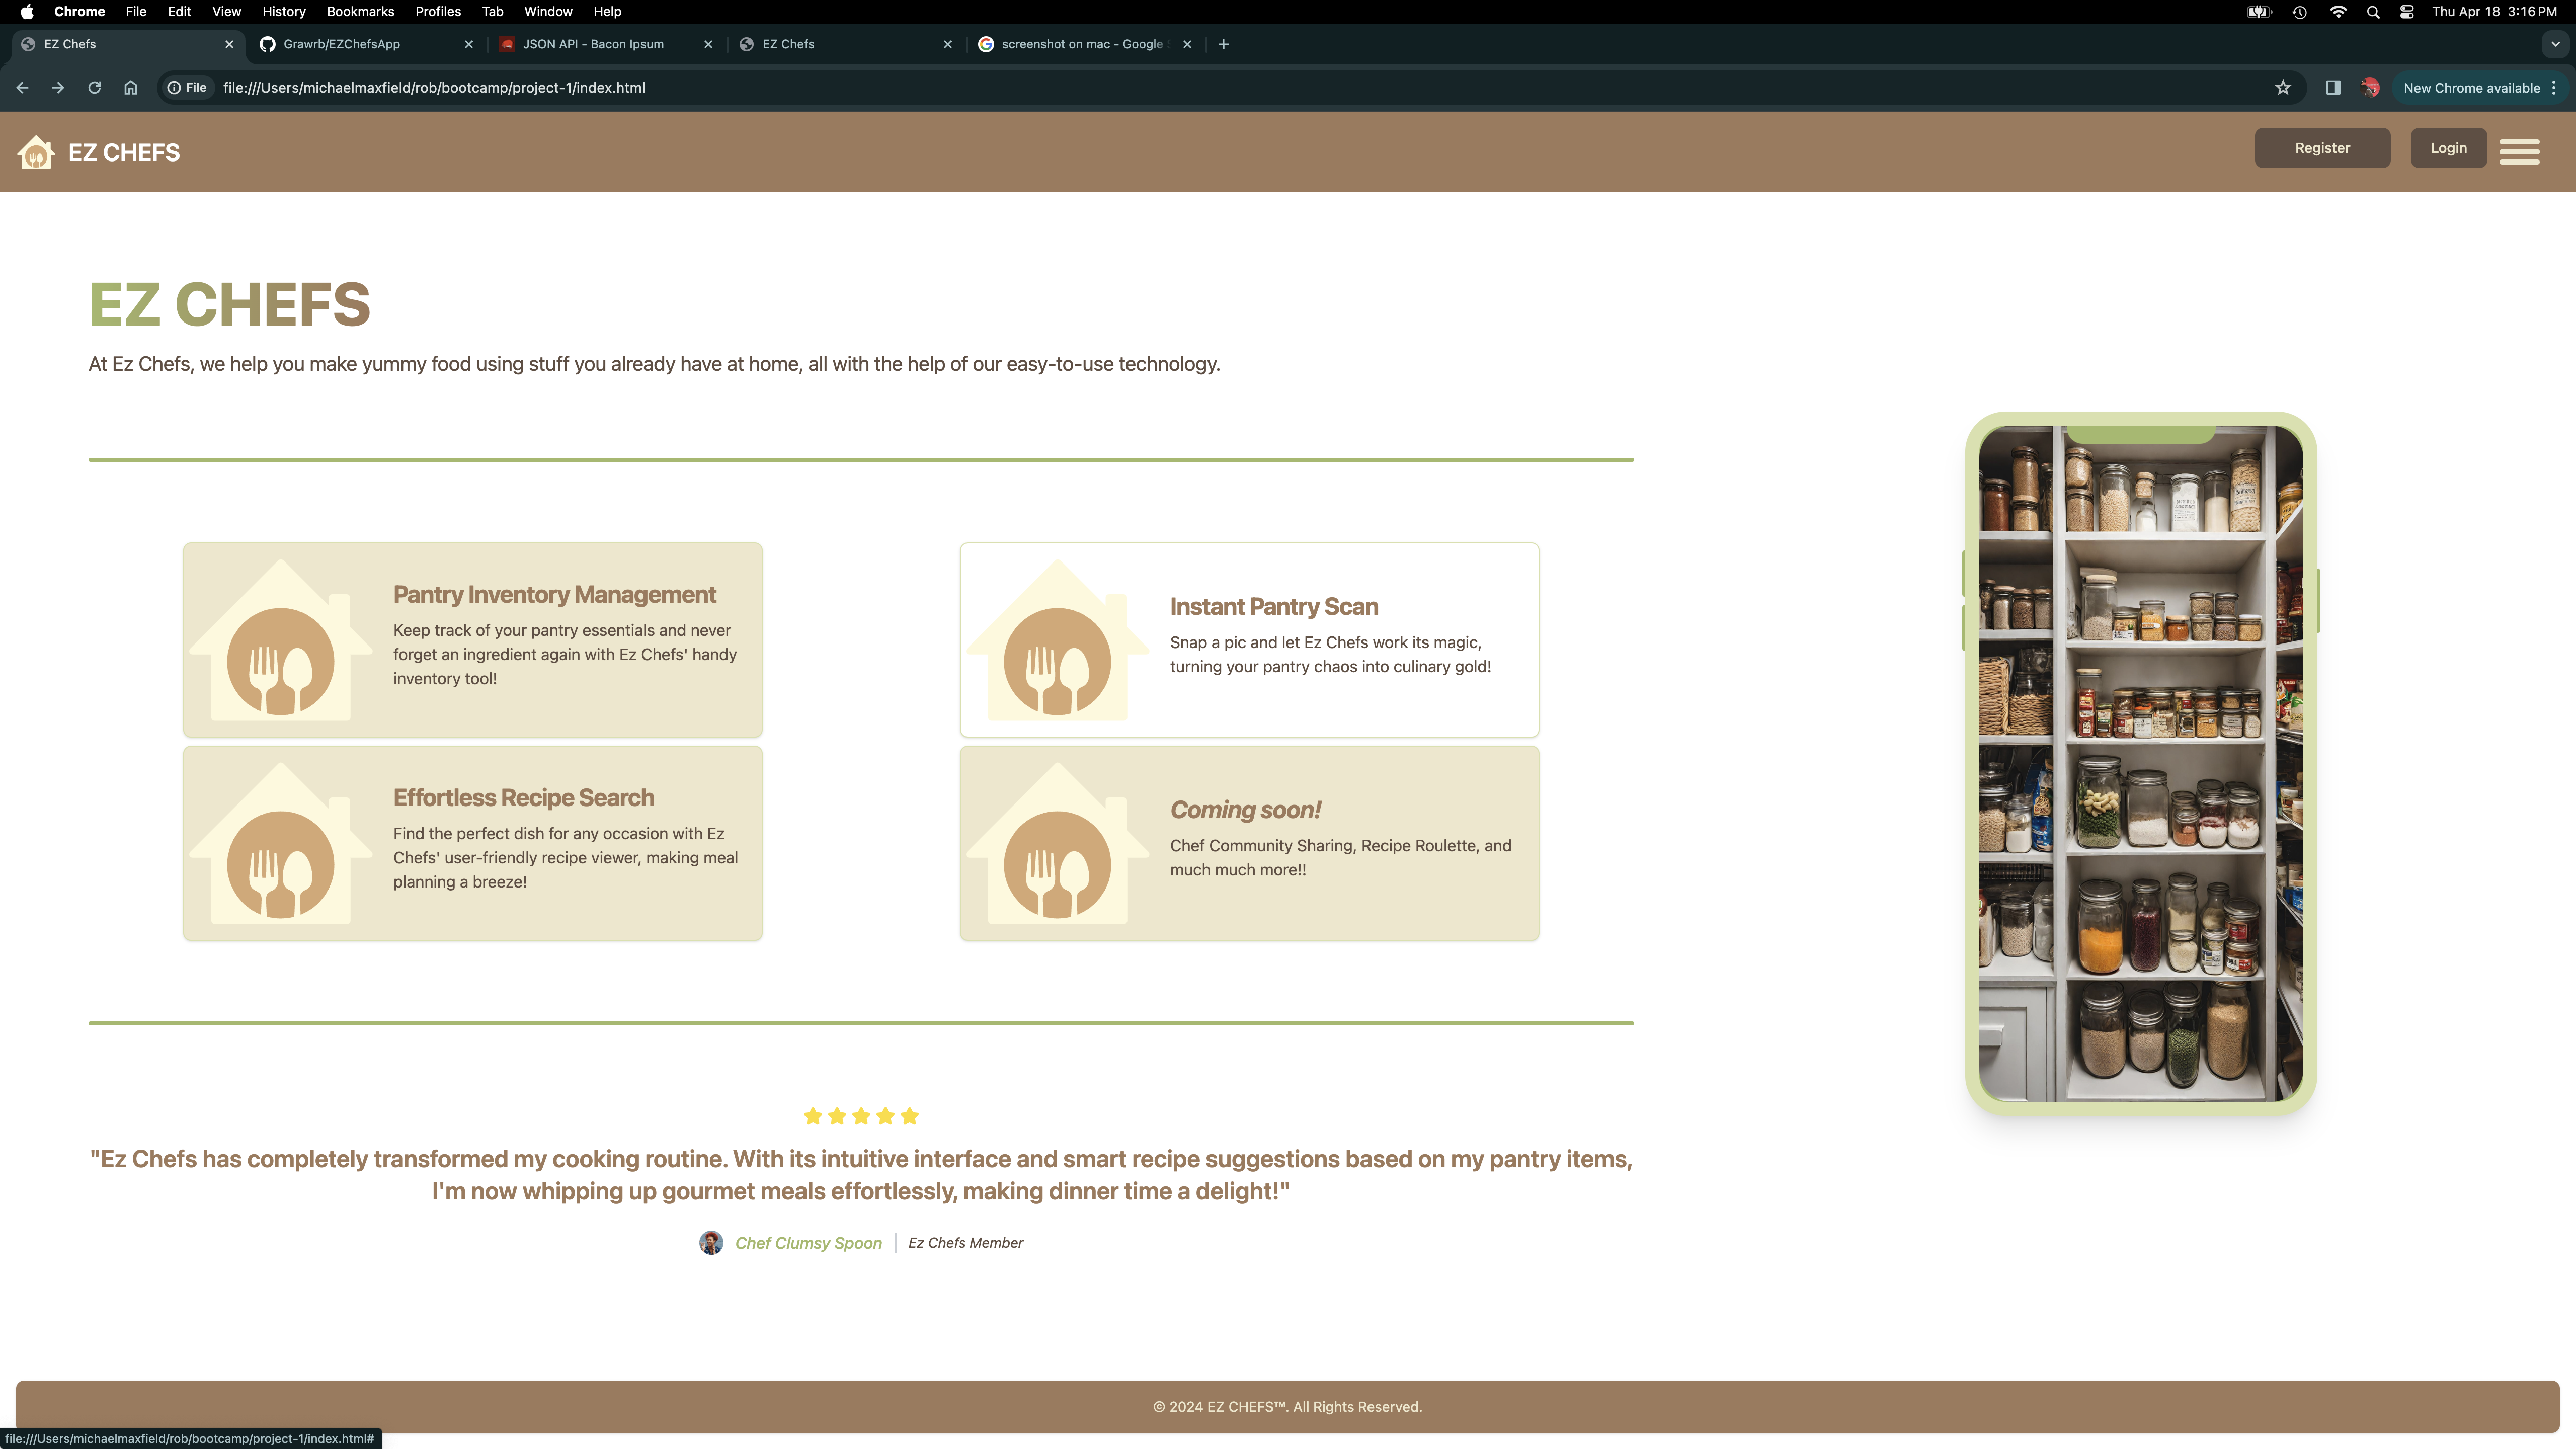 Chrome File Edit View History Bookmarks Profiles Tab Window Help Thu Apr 18 3:16 PM
EZ Chefs Grawrb/EZChefsApp JSON API - Bacon Ipsum EZ Chefs screenshot on mac - Google
File file:///Users/michaelmaxfield/rob/bootcamp/project-1/index.html New Chrome available
EZ CHEFS Register Login
EZ CHEFS
At Ez Chefs, we help you make yummy food using stuff you already have at home, all with the help of our easy-to-use technology.
Pantry Inventory Management
Keep track of your pantry essentials and never
forget an ingredient again with Ez Chefs' handy
inventory tool!
Instant Pantry Scan
Snap a pic and let Ez Chefs work its magic,
turning your pantry chaos into culinary gold!
Effortless Recipe Search
Find the perfect dish for any occasion with Ez
Chefs' user-friendly recipe viewer, making meal
planning a breeze!
Coming soon!
Chef Community Sharing, Recipe Roulette, and
much much more!!
"Ez Chefs has completely transformed my cooking routine. With its intuitive interface and smart recipe suggestions based on my pantry items,
I'm now whipping up gourmet meals effortlessly, making dinner time a delight!"
Chef Clumsy Spoon Ez Chefs Member
© 2024 EZ CHEFS™. All Rights Reserved.
file:///Users/michaelmaxfield/rob/bootcamp/project-1/index.html#